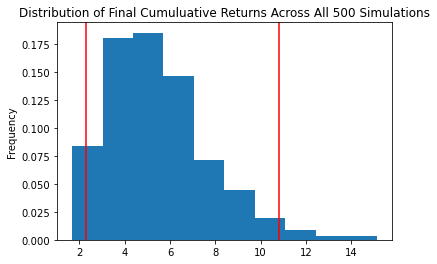 Distribution of Final Cumuluative Returns Across All 500 Simulations
Frequency
0.175
0.150
0.125
0.100
0.075
0.050
0.025
0.000
2 4 6 8 10 12 14